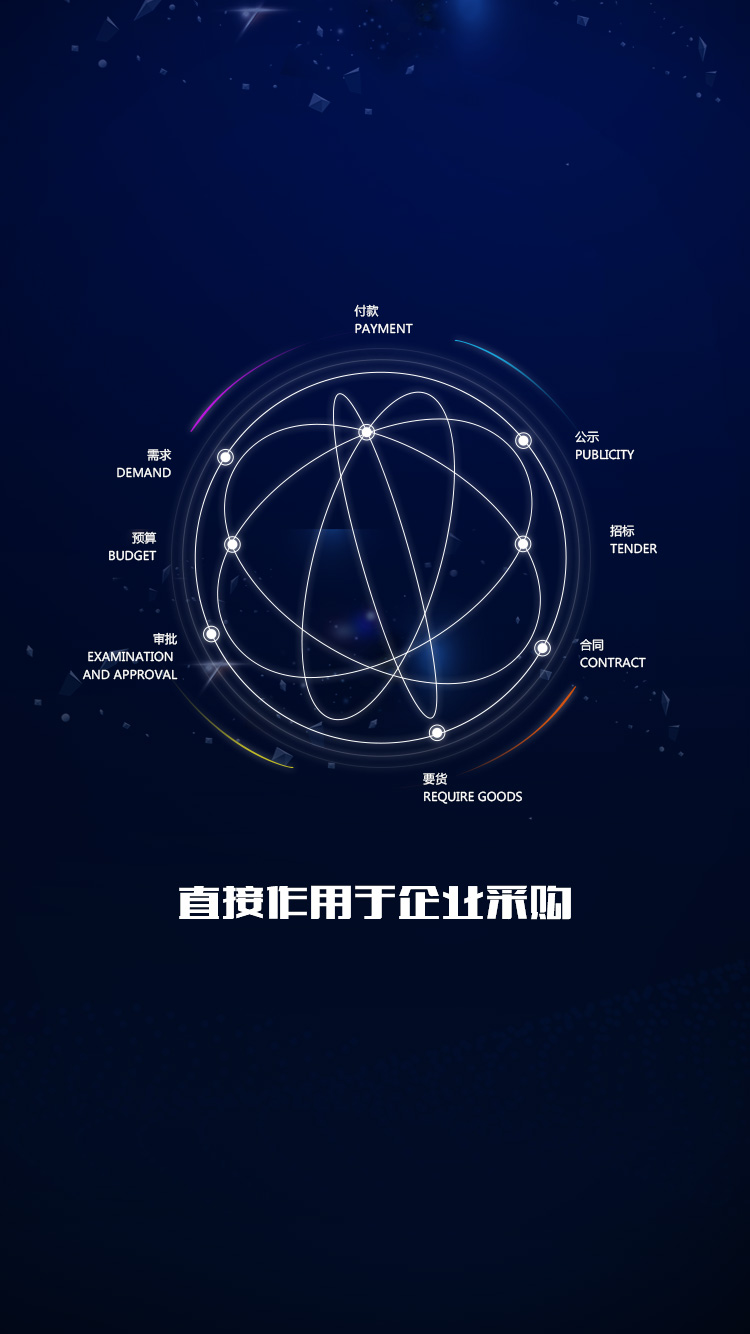 付款
PAYMENT
公示
PUBLICITY
需求
DEMAND
招标
TENDER
预算
BUDGET
审批
EXAMINATION
AND APPROVAL
合同
CONTRACT
要货
REQUIRE GOODS
直接作用于企业采购